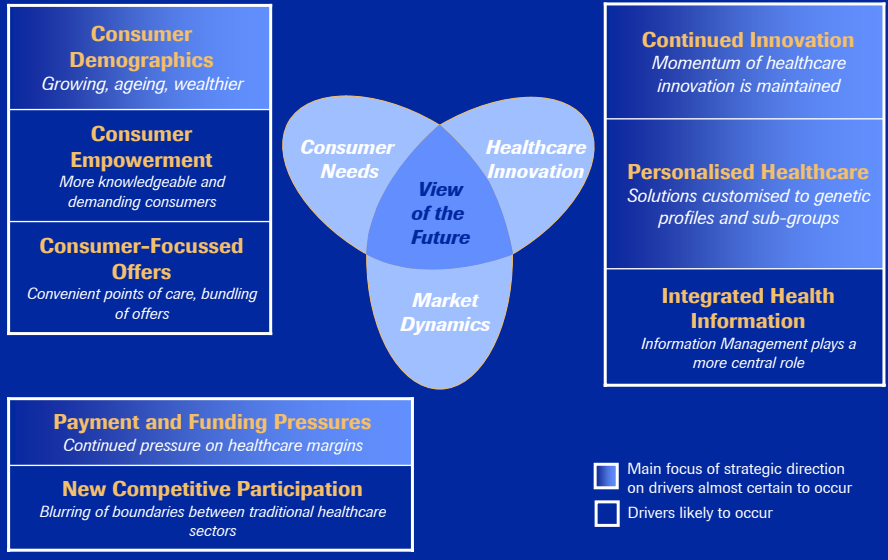 Consumer
Demographics
Growing, ageing, wealthier
Consumer
Empowerment
More knowledgeable and
demanding consumers
Consumer-Focussed
Offers
Convenient points of care, bundling
of offers
Consumer
Needs
Healthcare
Innovation
View
of the
Future
Market
Dynamics
Continued Innovation
Momentum of healthcare
innovation is maintained
Personalised Healthcare
Solutions customised to genetic
profiles and sub-groups
Integrated Health
Information
Information Management plays a
more central role
Payment and Funding Pressures
Continued pressure on healthcare margins
New Competitive Participation
Blurring of boundaries between traditional healthcare
sectors
Main focus of strategic direction
on drivers almost certain to occur
Drivers likely to occur